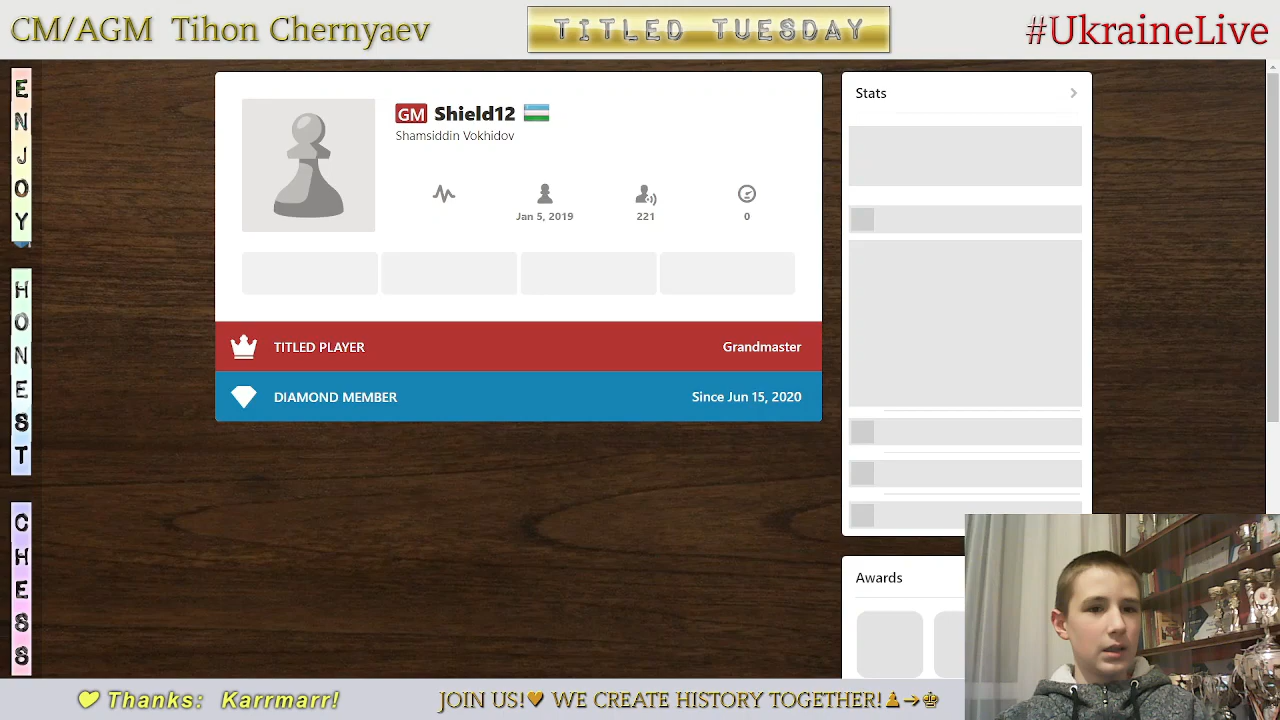 CM/AGM Tihon Chernyaev
TITLED TUESDAY
#UkraineLive
ENJOY
HONEST
CHESS
GM Shield12
Shamsiddin Vokhidov
Jan 5, 2019
221
0
TITLED PLAYER
Grandmaster
DIAMOND MEMBER
Since Jun 15, 2020
Stats
Awards
Thanks: Karrmarr!
JOIN US!🧡 WE CREATE HISTORY TOGETHER!♟➔♚